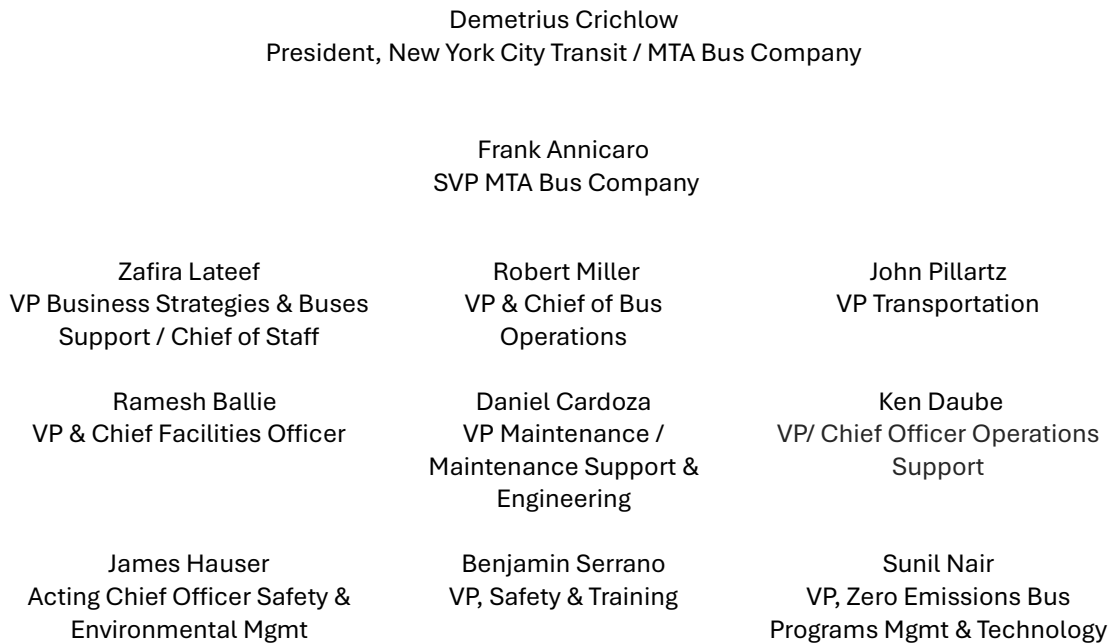 Demetrius Crichlow
President, New York City Transit / MTA Bus Company
Frank Annicaro
SVP MTA Bus Company
Zafira Lateef
VP Business Strategies & Buses
Support / Chief of Staff
Robert Miller
VP & Chief of Bus
Operations
John Pillartz
VP Transportation
Ramesh Ballie
VP & Chief Facilities Officer
Daniel Cardoza
VP Maintenance /
Maintenance Support &
Engineering
Ken Daube
VP/ Chief Officer Operations
Support
James Hauser
Acting Chief Officer Safety &
Environmental Mgmt
Benjamin Serrano
VP, Safety & Training
Sunil Nair
VP, Zero Emissions Bus
Programs Mgmt & Technology